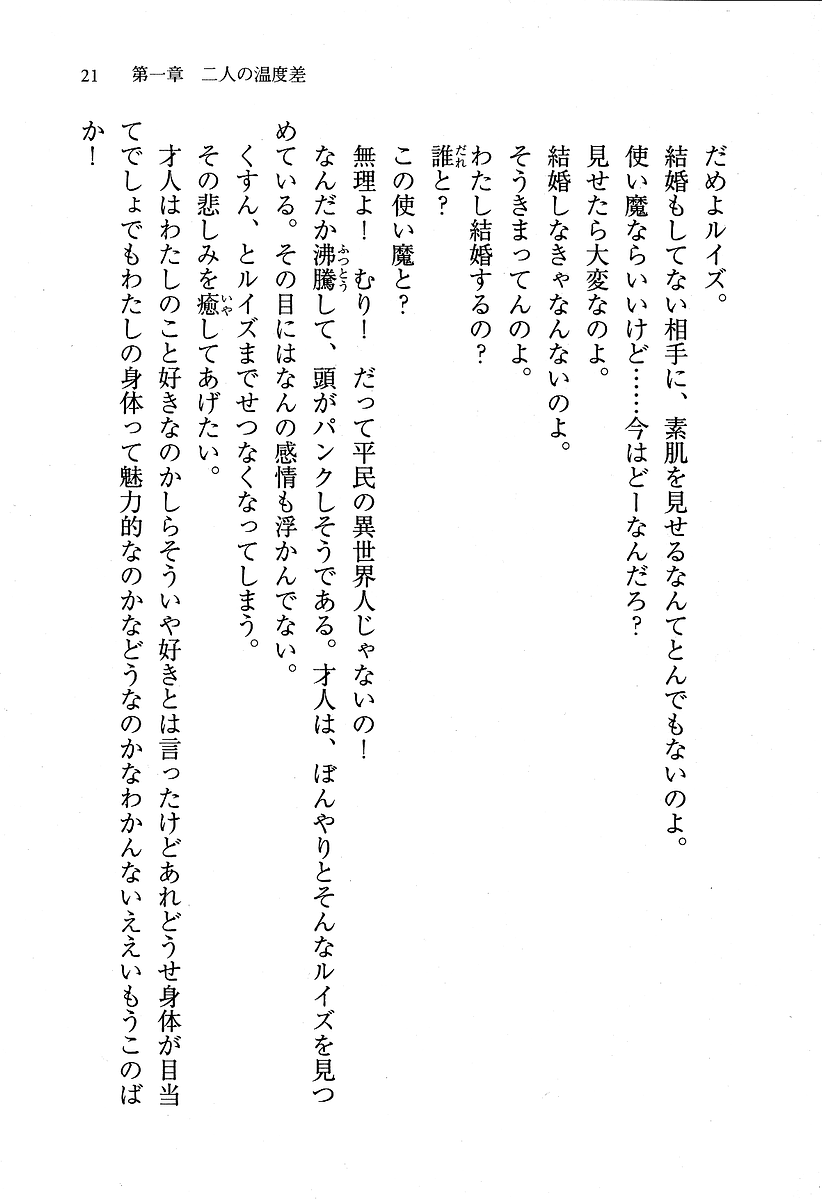 21　第一章　二人の温度差
だめよルイズ。
結婚もしてない相手に、素肌を見せるなんてとんでもないのよ。
使い魔ならいいけど……今はどーなんだろ？
見せたら大変なのよ。
結婚しなきゃなんないのよ。
そうきまってんのよ。
わたし結婚するの？
誰と？
だれ
この使い魔と？
無理よ！　むり！　だって平民の異世界人じゃないの！
なんだか沸騰して、頭がパンクしそうである。才人は、ぼんやりとそんなルイズを見つ
ふつとう
めている。その目にはなんの感情も浮かんでない。
くすん、とルイズまでせつなくなってしまう。
その悲しみを癒してあげたい。
いや
才人はわたしのこと好きなのかしらそういや好きとは言ったけどあれどうせ身体が目当
てでしょでもわたしの身体って魅力的なのかなどうなのかなわかんないええいもうこのば
か！